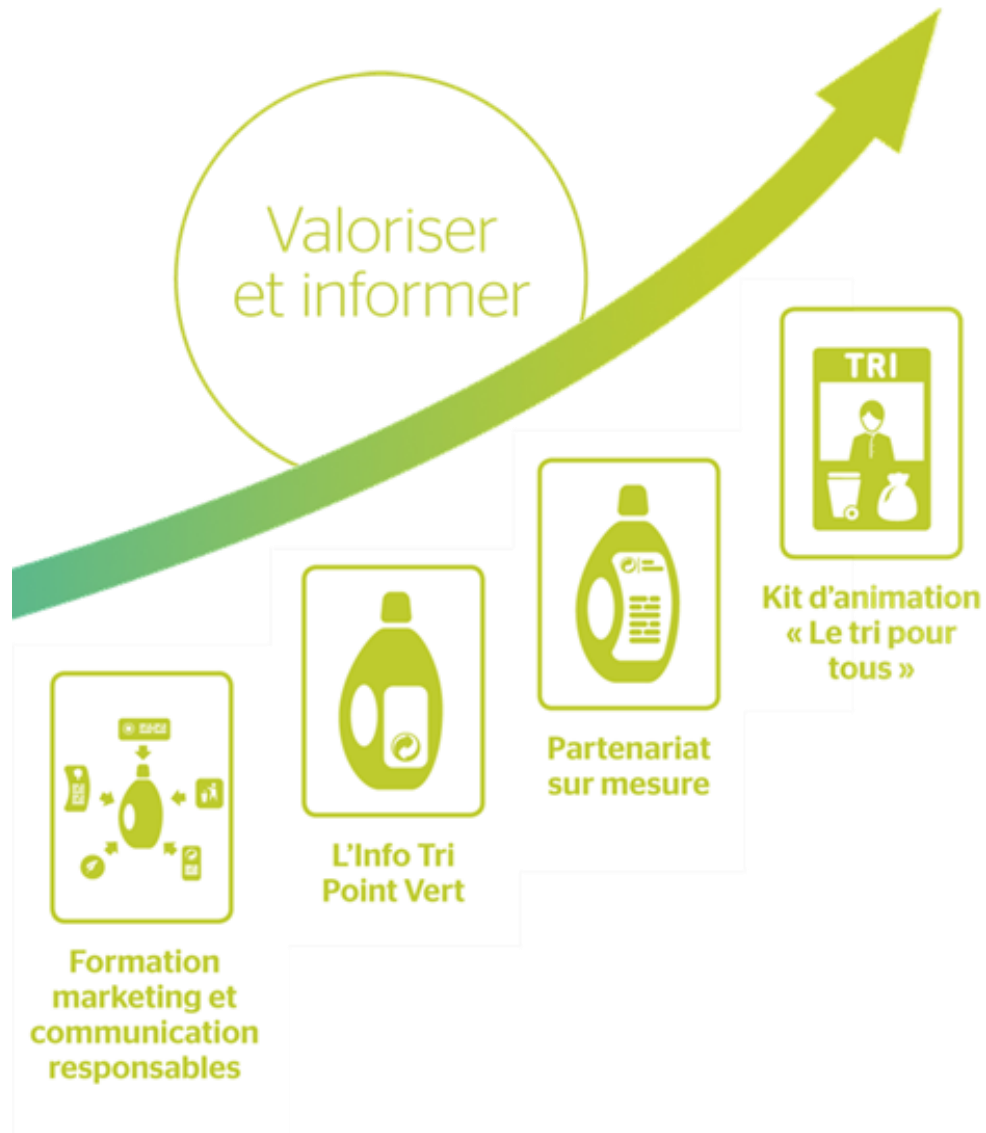 Valoriser
et informer
TRI
Kit d'animation
« Le tri pour
tous »
Partenariat
sur mesure
L'Info Tri
Point Vert
Formation
marketing et
communication
responsables